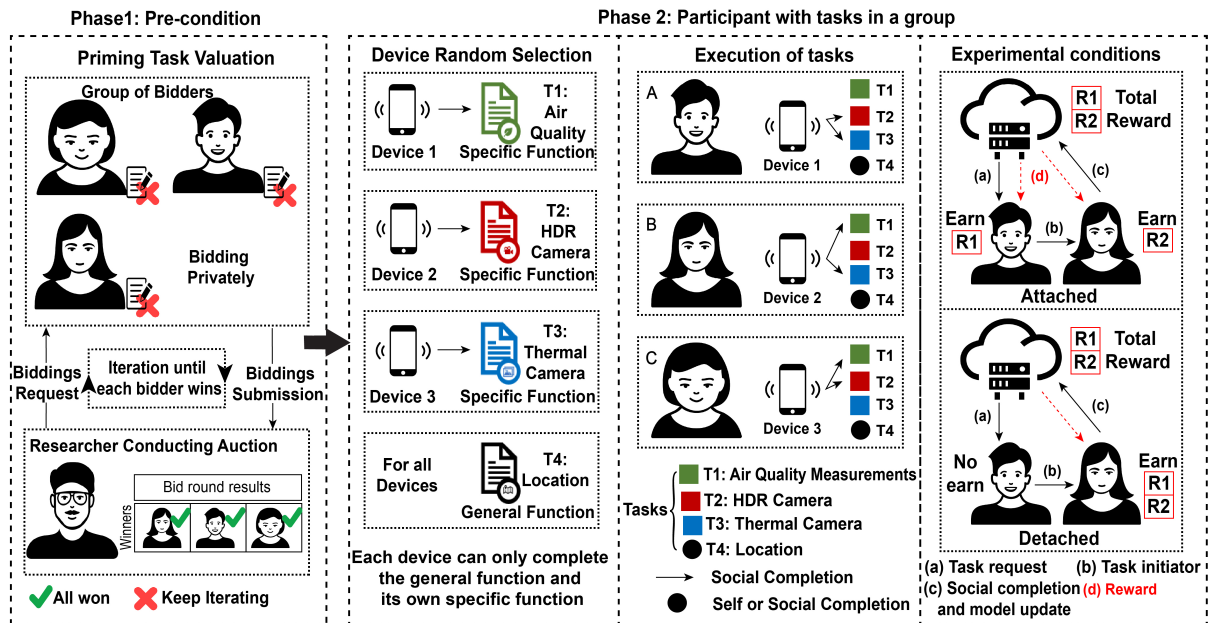 Phase1: Pre-condition
Priming Task Valuation
Group of Bidders
Bidding
Privately
Biddings
Request
Iteration until
each bidder wins
Biddings
Submission
Researcher Conducting Auction
Bid round results
Winners
All won
Keep Iterating
Phase 2: Participant with tasks in a group
Device Random Selection
Device 1
T1:
Air
Quality
Specific Function
Device 2
T2:
HDR
Camera
Specific Function
Device 3
T3:
Thermal
Camera
Specific Function
For all
Devices
T4:
Location
General Function
Each device can only complete
the general function and
its own specific function
Execution of tasks
A
Device 1
T1
T2
T3
T4
B
Device 2
T1
T2
T3
T4
C
Device 3
T1
T2
T3
T4
Tasks
T1: Air Quality Measurements
T2: HDR Camera
T3: Thermal Camera
T4: Location
Social Completion
Self or Social Completion
Experimental conditions
R1
R2
Total
Reward
(a)
(d)
(c)
Earn
R1
(b)
Earn
R2
Attached
R1
R2
Total
Reward
(a)
(c)
No
earn
(b)
Earn
R1
R2
Detached
(a) Task request
(b) Task initiator
(c) Social completion
and model update
(d) Reward